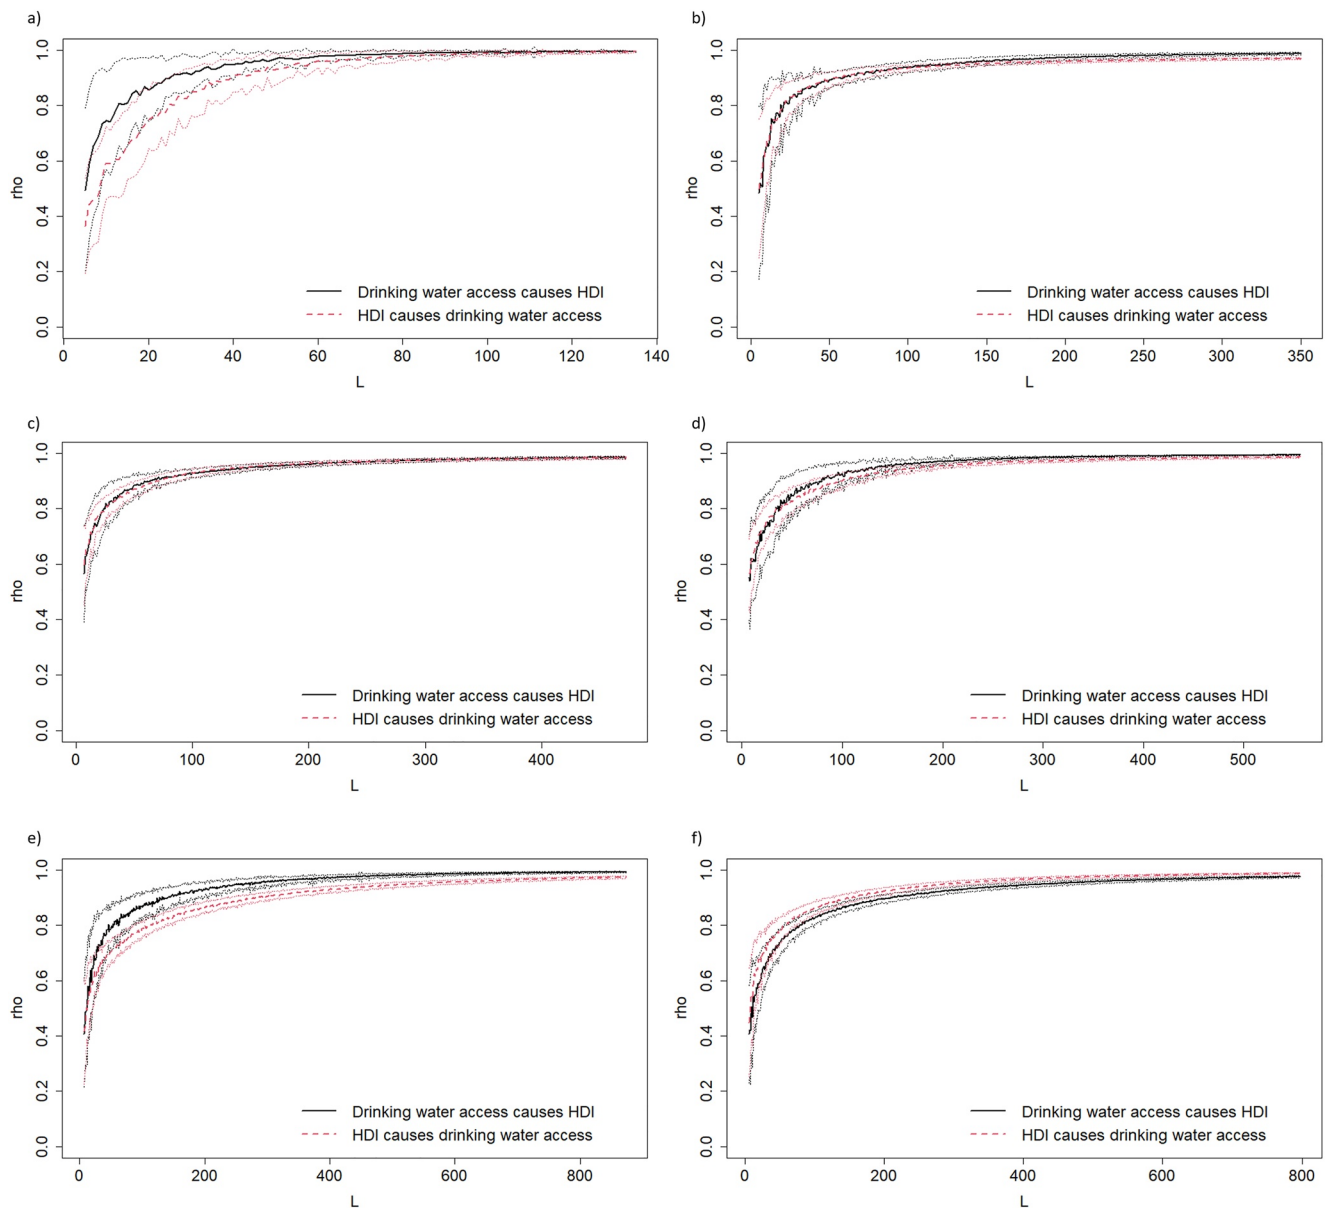 a)
1.0
0.8
0.6
0.4
0.2
0.0
rho
Drinking water access causes HDI
HDI causes drinking water access
0 20 40 60 80 100 120 140
L
b)
1.0
0.8
0.6
0.4
0.2
0.0
rho
Drinking water access causes HDI
HDI causes drinking water access
0 50 100 150 200 250 300 350
L
c)
1.0
0.8
0.6
0.4
0.2
0.0
rho
Drinking water access causes HDI
HDI causes drinking water access
0 100 200 300 400
L
d)
1.0
0.8
0.6
0.4
0.2
0.0
rho
Drinking water access causes HDI
HDI causes drinking water access
0 100 200 300 400 500
L
e)
1.0
0.8
0.6
0.4
0.2
0.0
rho
Drinking water access causes HDI
HDI causes drinking water access
0 200 400 600 800
L
f)
1.0
0.8
0.6
0.4
0.2
0.0
rho
Drinking water access causes HDI
HDI causes drinking water access
0 200 400 600 800
L